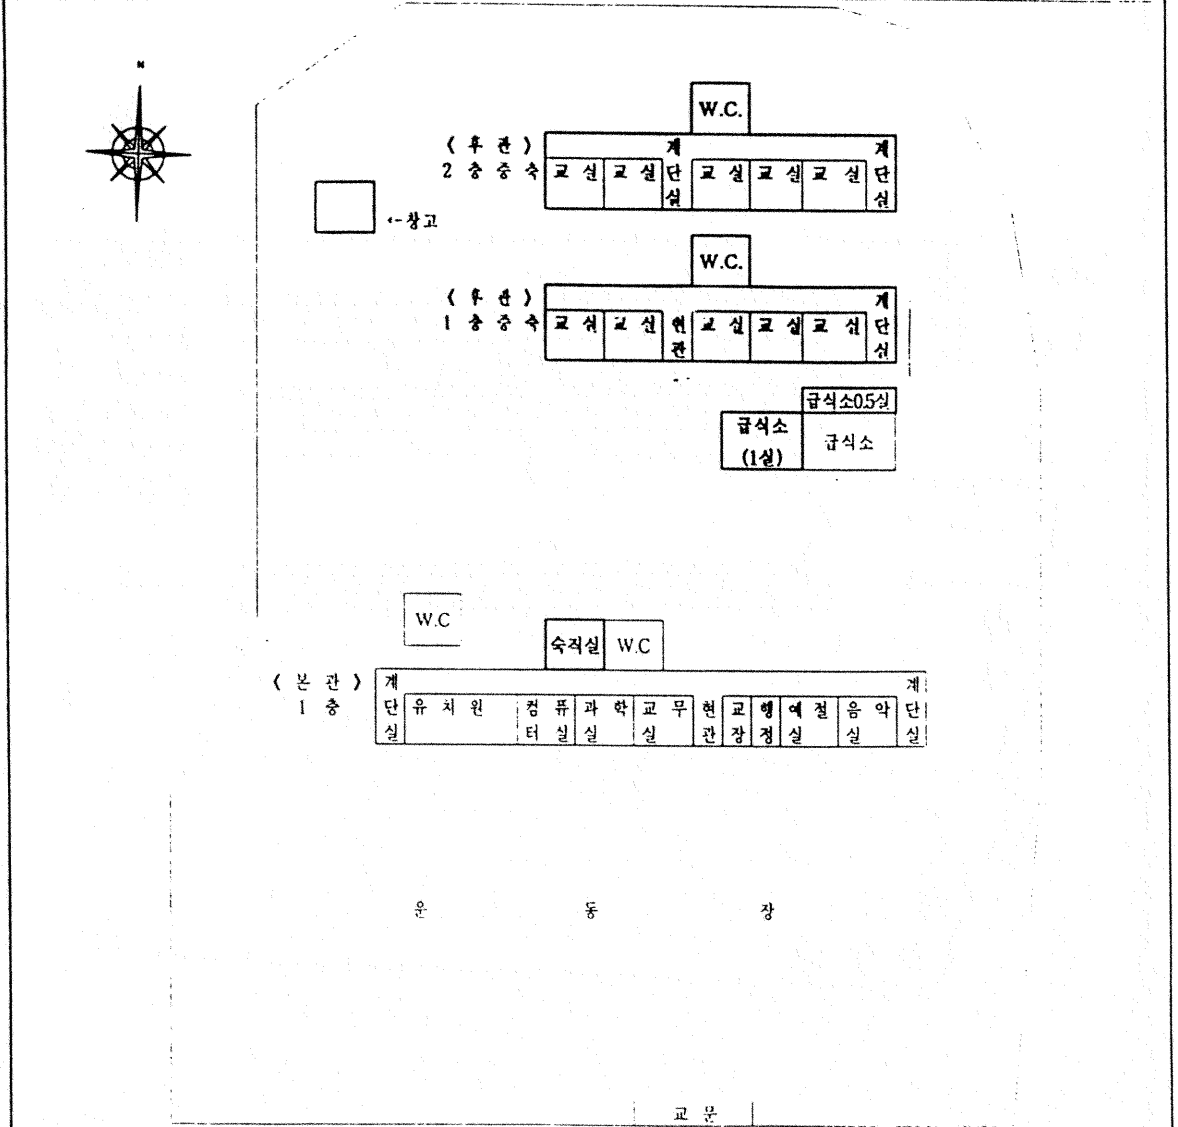 N
W.C.
〈 후 관 〉
2 층 증 축
교 실 교 실 계단실 교 실 교 실 교 실 계단실
←창고
W.C.
〈 후 관 〉
1 층 증 축
교 실 교 실 현관 교 실 교 실 교 실 계단실
급식소0.5실
급식소
(1실)
급식소
W.C
숙직실 W.C
〈 본 관 〉
1 층
계단실 유 치 원 컴퓨터실 과학실 교무실 현관 교장 행정 예절실 음악실 계단실
운 동 장
교 문